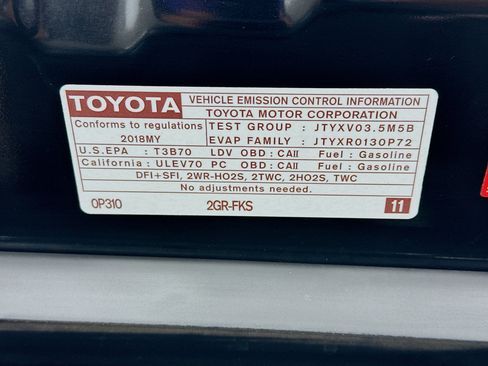 TOYOTA VEHICLE EMISSION CONTROL INFORMATION
TOYOTA MOTOR CORPORATION
Conforms to regulations TEST GROUP : JTYXV03.5M5B
2018MY EVAP FAMILY : JTYXR0130P72
U.S.EPA : T3B70 LDV OBD : CAII Fuel : Gasoline
California : ULEV70 PC OBD : CAII Fuel : Gasoline
DFI+SFI, 2WR-HO2S, 2TWC, 2HO2S, TWC
No adjustments needed.
0P310 2GR-FKS 11